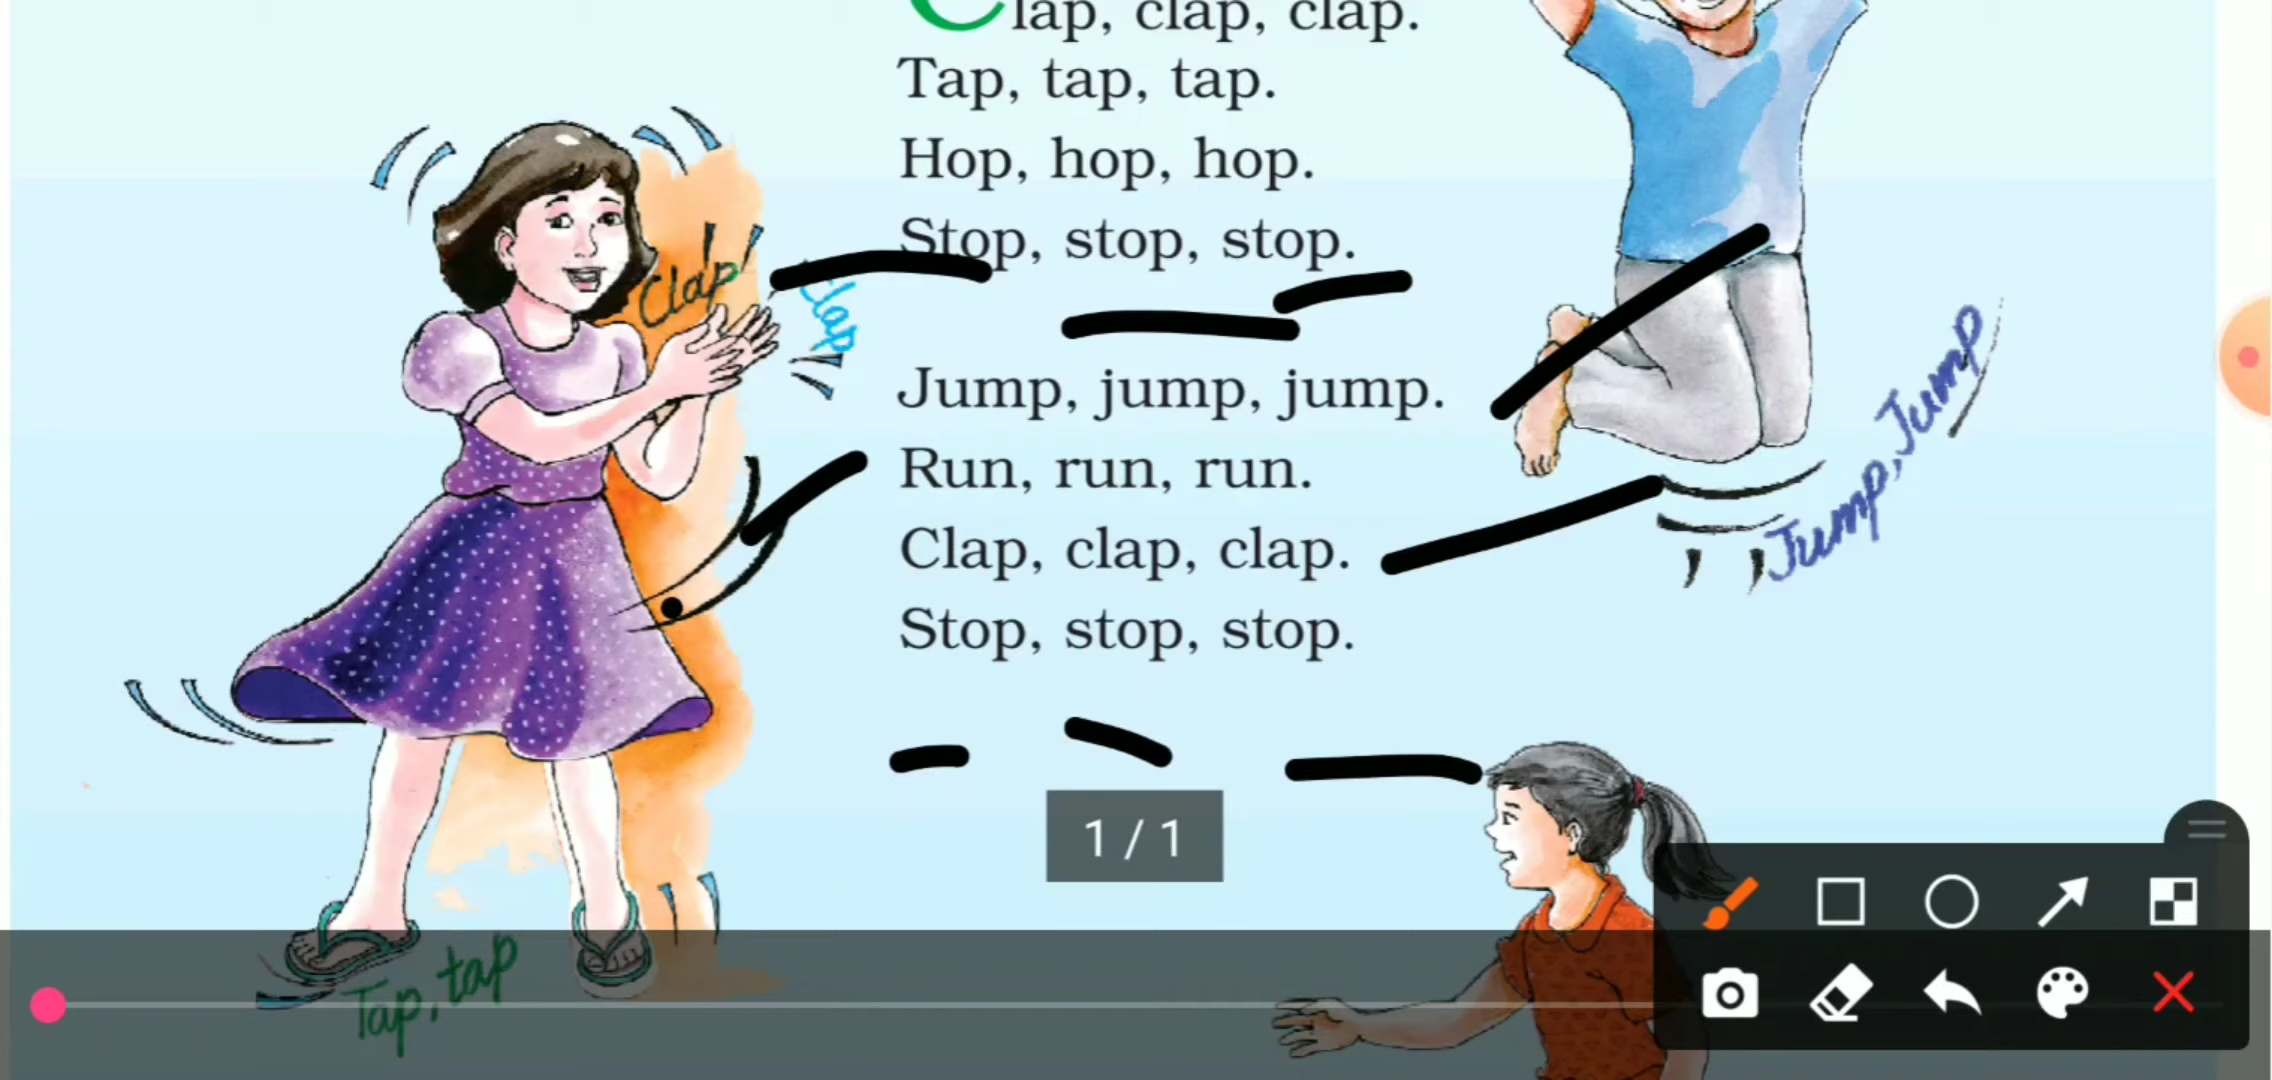 Clap, clap, clap.
Tap, tap, tap.
Hop, hop, hop.
Stop, stop, stop.
Jump, jump, jump.
Run, run, run.
Clap, clap, clap.
Stop, stop, stop.
Clap
Clap
Jump, Jump
Tap, tap
1 / 1